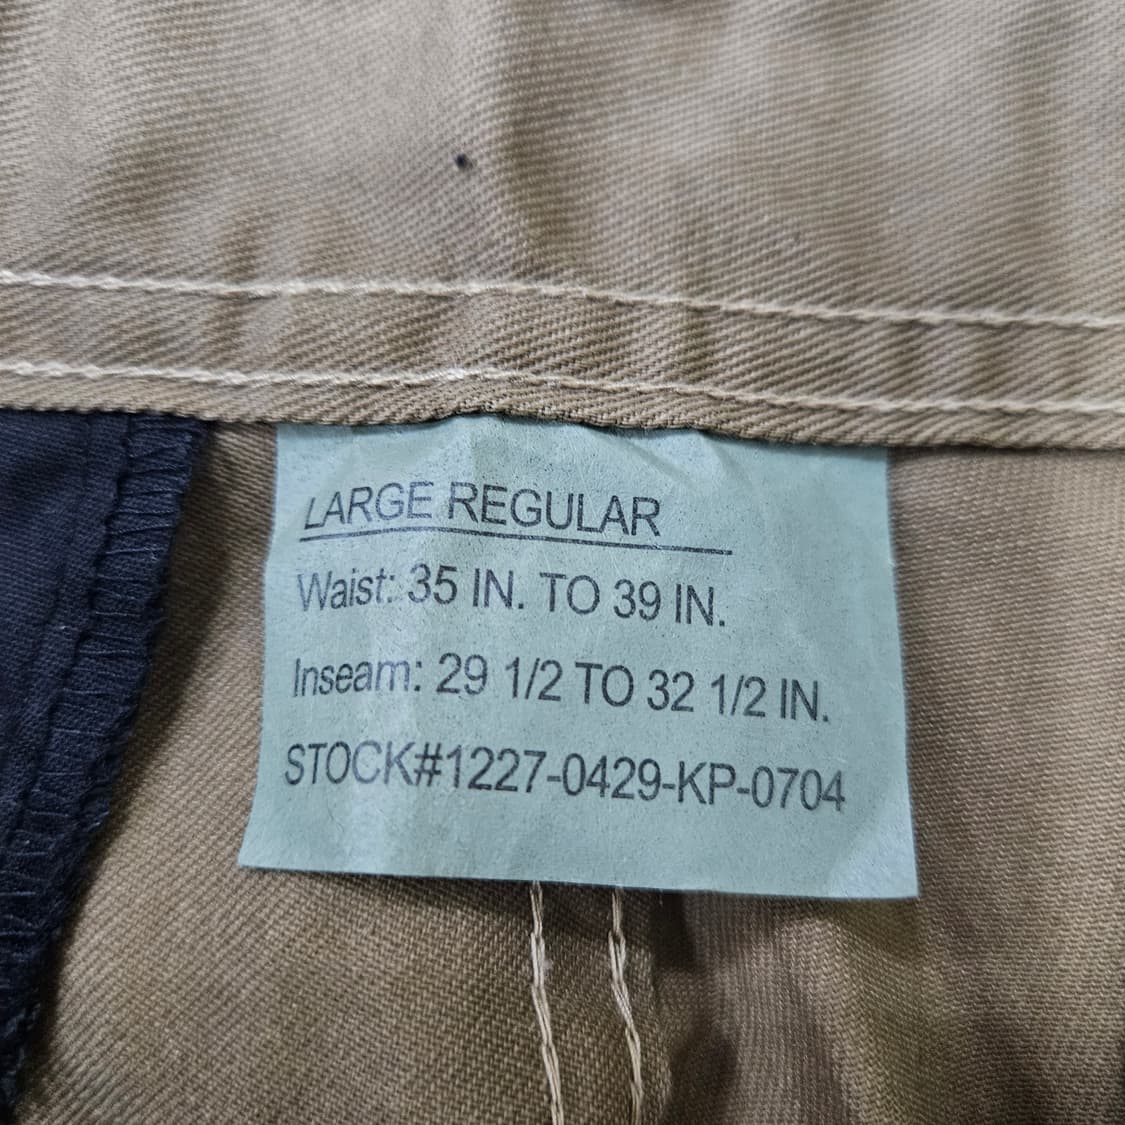 LARGE REGULAR
Waist: 35 IN. TO 39 IN.
Inseam: 29 1/2 TO 32 1/2 IN.
STOCK#1227-0429-KP-0704